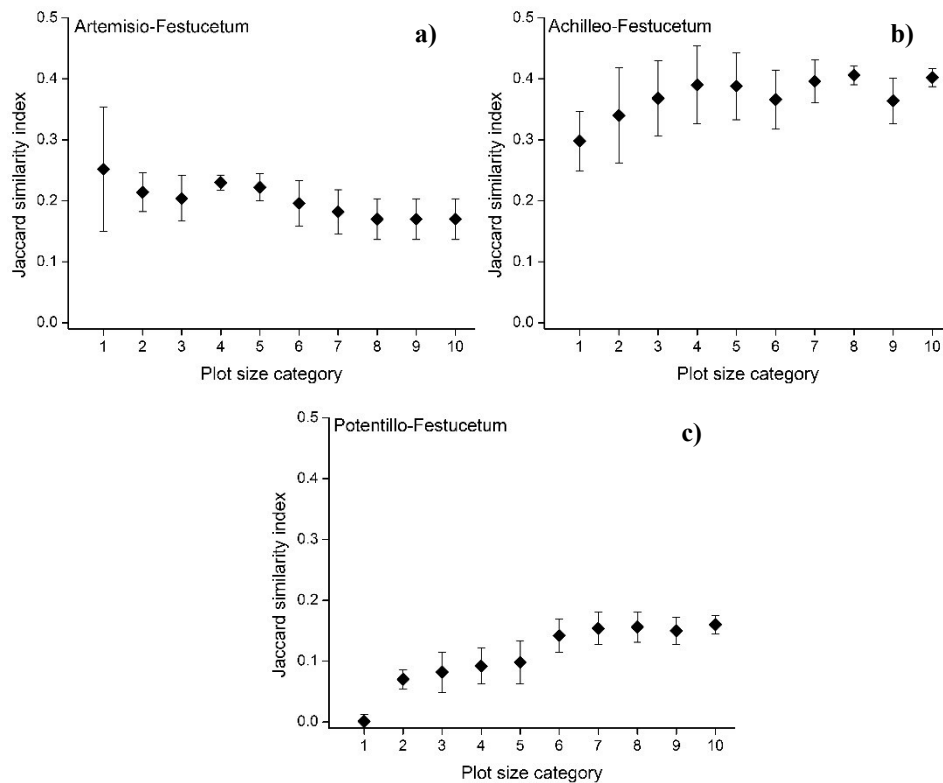 Artemisio-Festucetum
a)
0.5
0.4
0.3
0.2
0.1
0.0
Jaccard similarity index
1 2 3 4 5 6 7 8 9 10
Plot size category
Achilleo-Festucetum
b)
0.5
0.4
0.3
0.2
0.1
0.0
Jaccard similarity index
1 2 3 4 5 6 7 8 9 10
Plot size category
Potentillo-Festucetum
c)
0.5
0.4
0.3
0.2
0.1
0.0
Jaccard similarity index
1 2 3 4 5 6 7 8 9 10
Plot size category